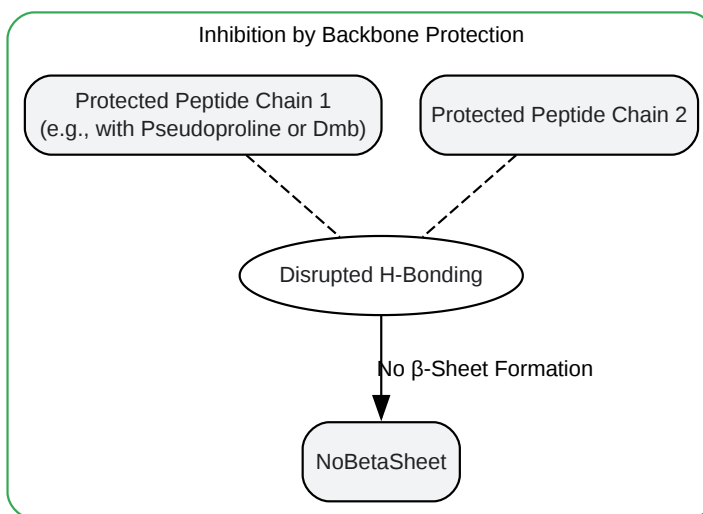 Inhibition by Backbone Protection
Protected Peptide Chain 1
(e.g., with Pseudoproline or Dmb)
Protected Peptide Chain 2
Disrupted H-Bonding
No β-Sheet Formation
NoBetaSheet